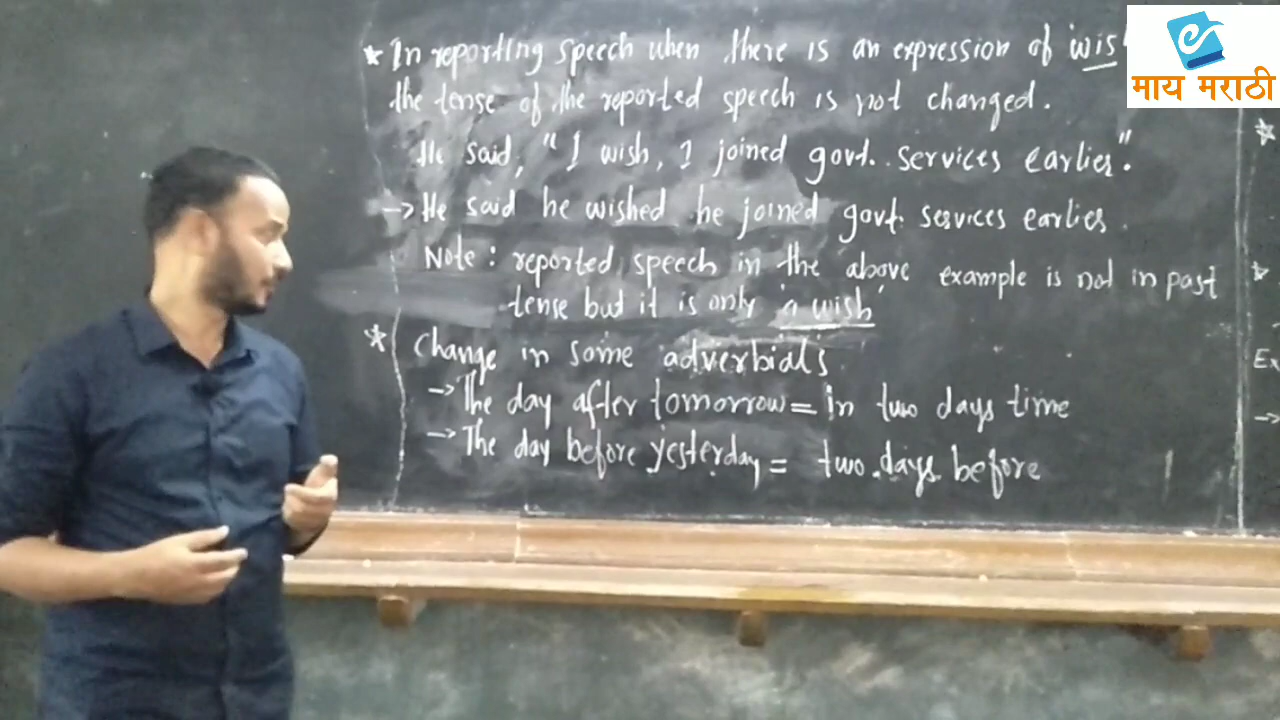 * In reporting speech when there is an expression of wis
the tense of the reported speech is not changed.
He said, "I wish, I joined govt. services earlier".
-> He said he wished he joined govt. services earlier.
Note: reported speech in the above example is not in past
tense but it is only 'a wish'
* Change in some adverbials.
-> The day after tomorrow = in two days time
-> The day before yesterday = two days before
माय मराठी
*
*
Ex
->